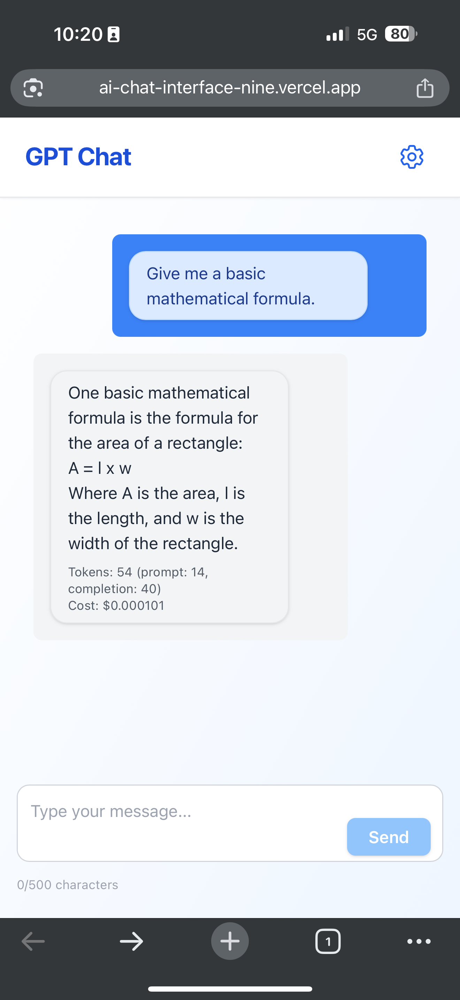 10:20
5G
80
ai-chat-interface-nine.vercel.app
GPT Chat
Give me a basic
mathematical formula.
One basic mathematical
formula is the formula for
the area of a rectangle:
A = l x w
Where A is the area, l is
the length, and w is the
width of the rectangle.
Tokens: 54 (prompt: 14,
completion: 40)
Cost: $0.000101
Type your message...
Send
0/500 characters
1